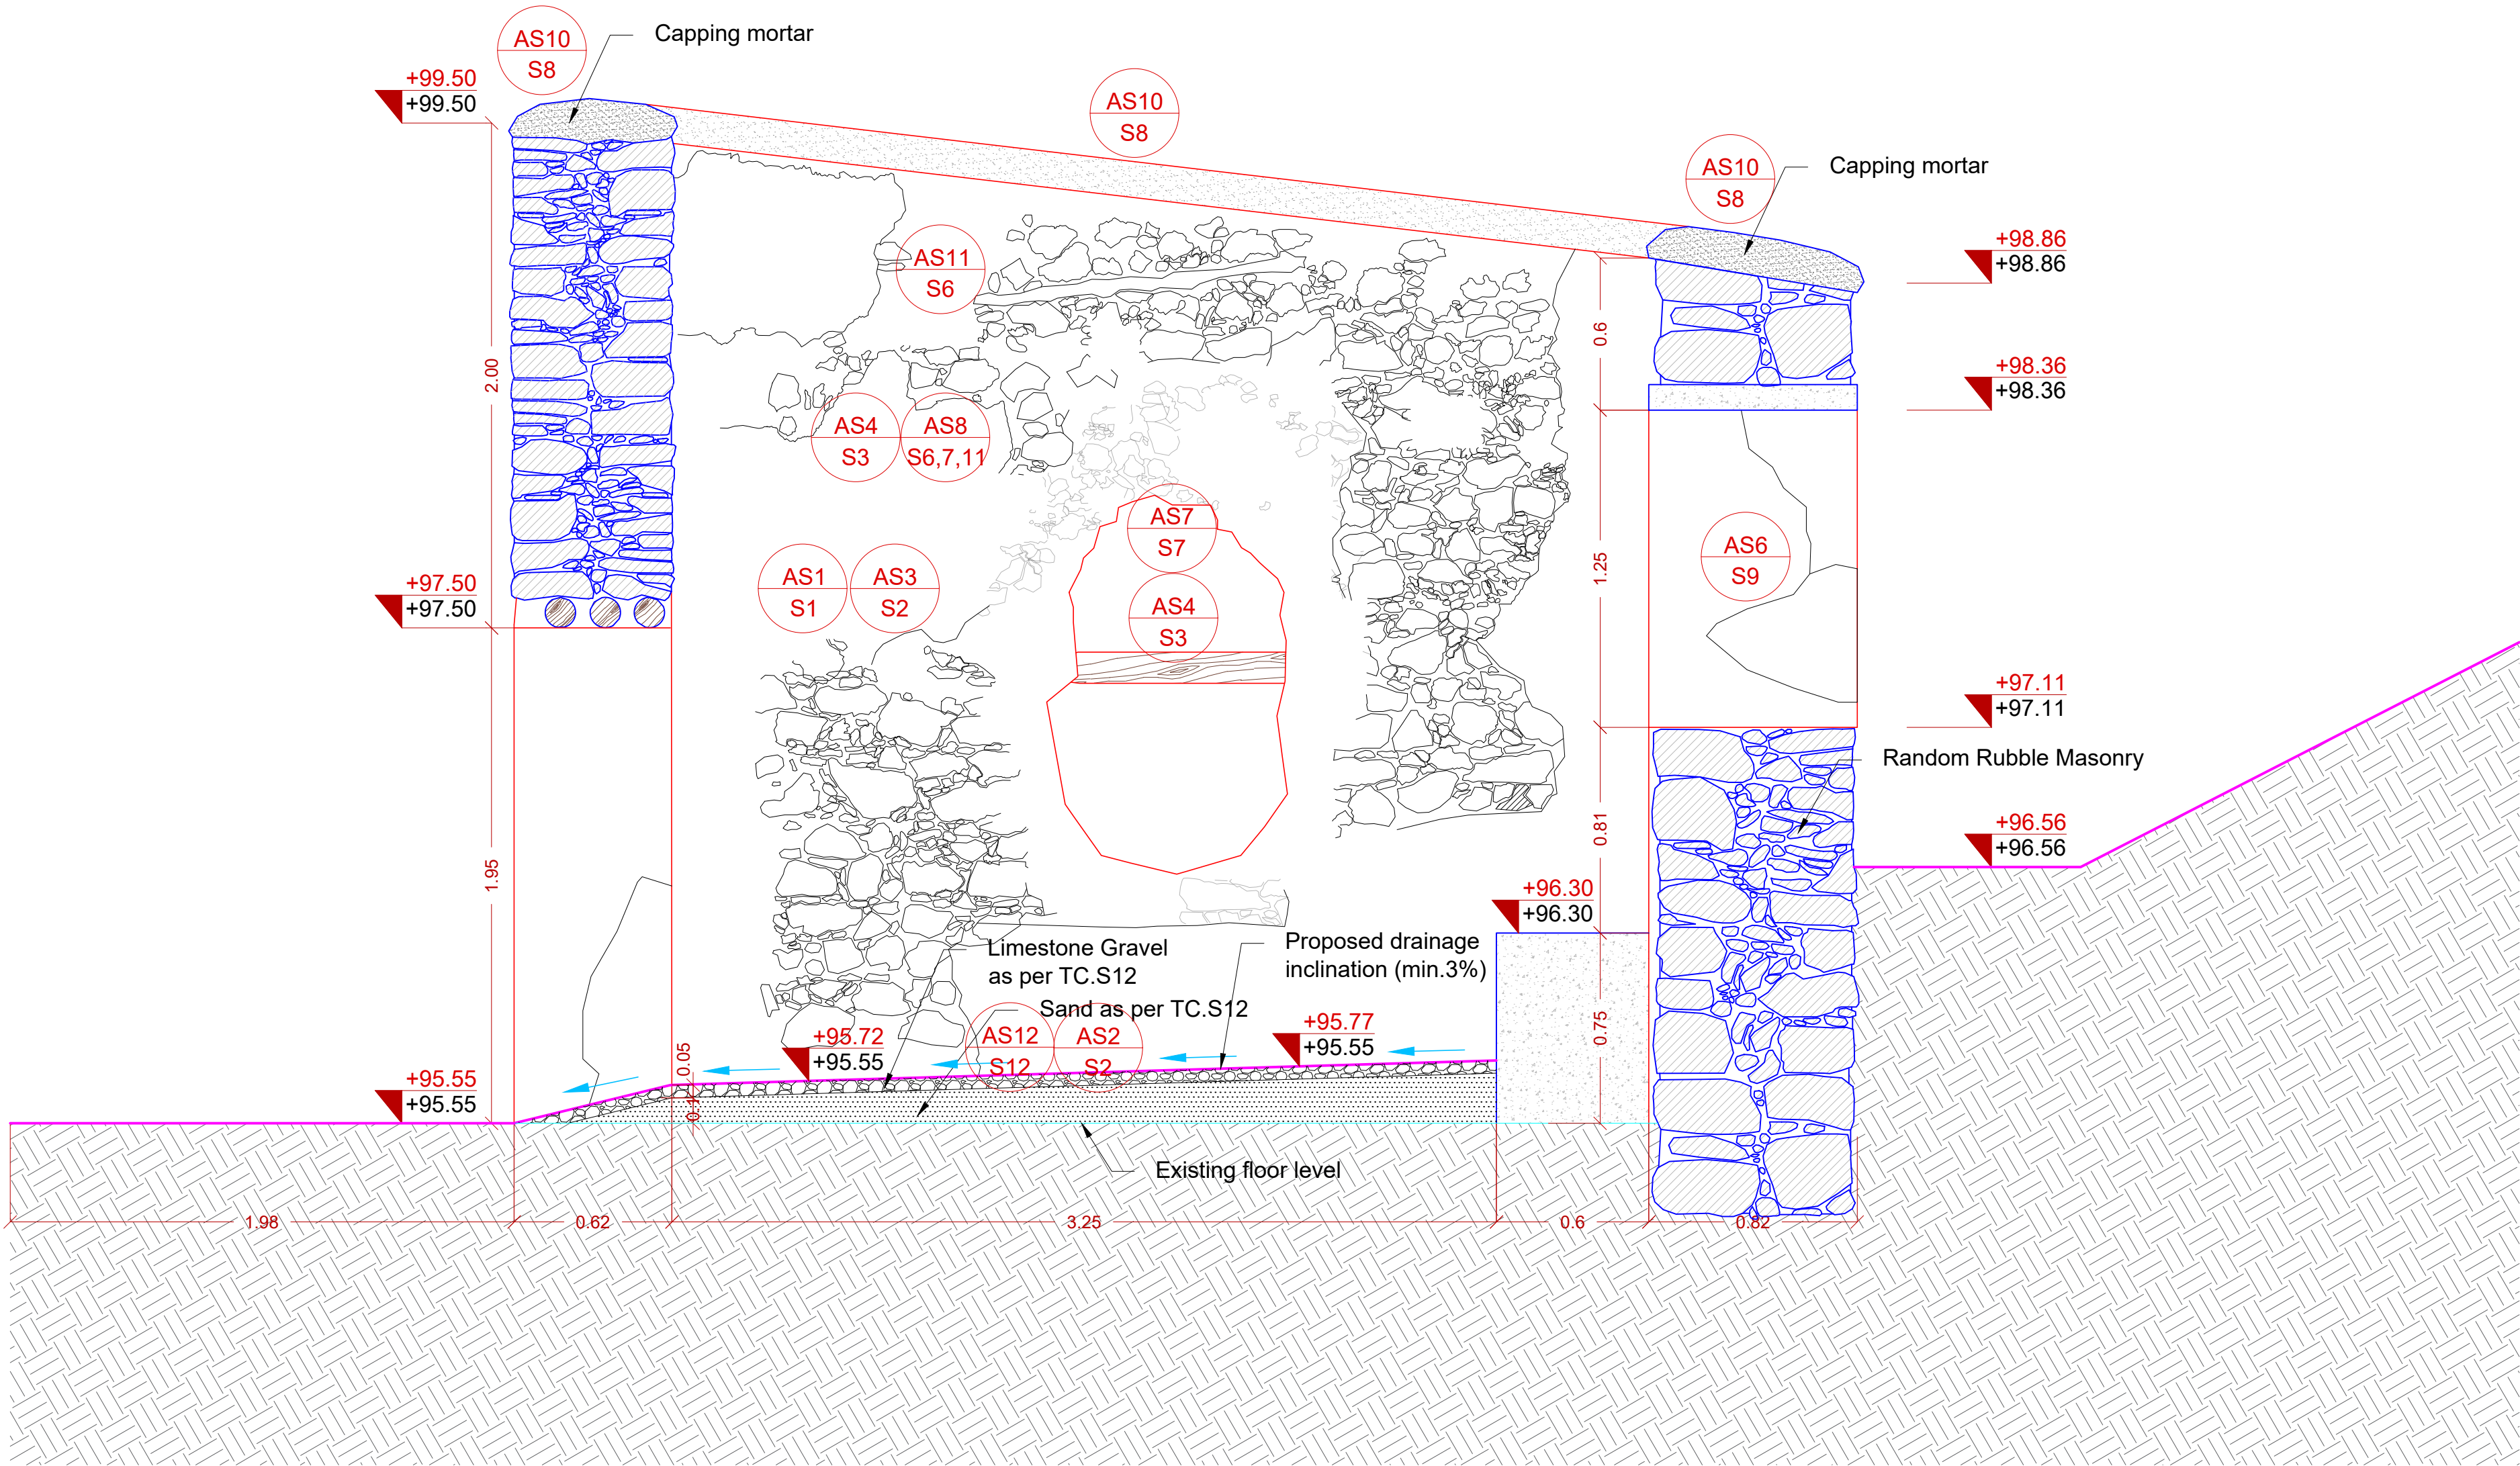 AS10
S8
Capping mortar
+99.50
+99.50
AS10
S8
AS10
S8
Capping mortar
+98.86
+98.86
AS11
S6
0.6
2.00
+98.36
+98.36
AS4
S3
AS8
S6,7,11
AS7
S7
AS6
S9
1.25
AS1
S1
AS3
S2
+97.50
+97.50
AS4
S3
+97.11
+97.11
Random Rubble Masonry
0.81
+96.56
+96.56
1.95
+96.30
+96.30
Limestone Gravel
as per TC.S12
Proposed drainage
inclination (min.3%)
Sand as per TC.S12
0.75
+95.72
+95.55
AS12
S12
AS2
S2
+95.77
+95.55
0.05
+95.55
+95.55
Existing floor level
1.98
0.62
3.25
0.6
0.82